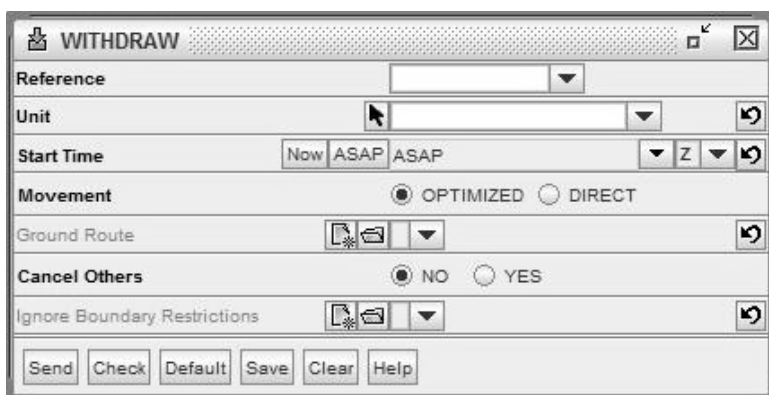 WITHDRAW
Reference
Unit
Start Time Now ASAP ASAP Z
Movement OPTIMIZED DIRECT
Ground Route
Cancel Others NO YES
Ignore Boundary Restrictions
Send Check Default Save Clear Help